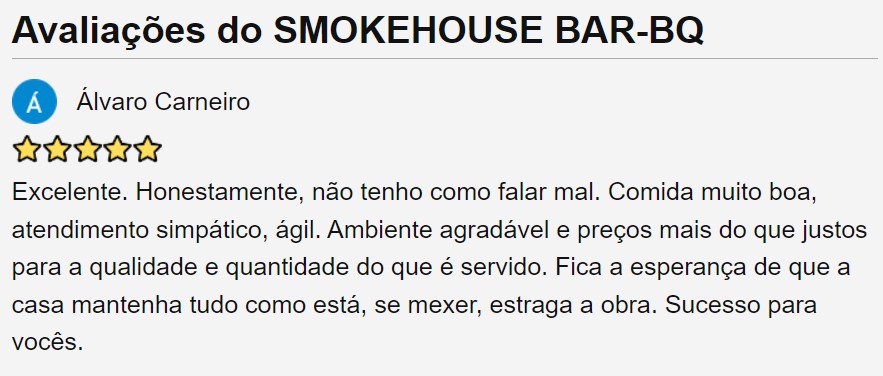 Avaliações do SMOKEHOUSE BAR-BQ
Á
Álvaro Carneiro
Excelente. Honestamente, não tenho como falar mal. Comida muito boa,
atendimento simpático, ágil. Ambiente agradável e preços mais do que justos
para a qualidade e quantidade do que é servido. Fica a esperança de que a
casa mantenha tudo como está, se mexer, estraga a obra. Sucesso para
vocês.